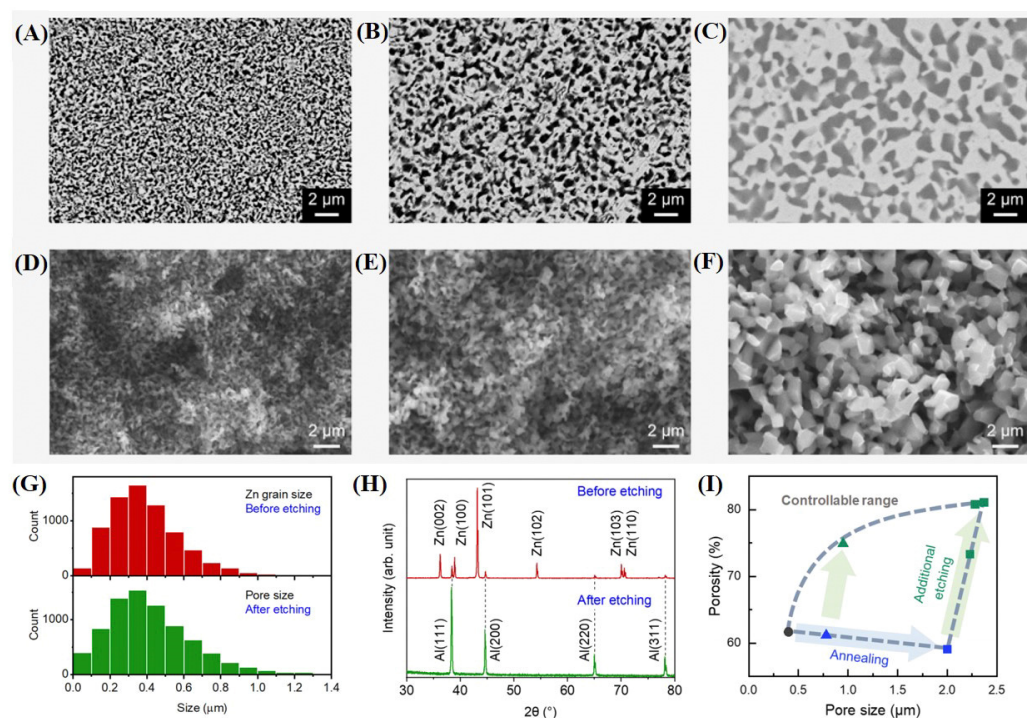 (A)
(B)
(C)
2 μm
2 μm
2 μm
(D)
(E)
(F)
2 μm
2 μm
2 μm
(G)
Zn grain size
Before etching
Count
1000
Pore size
After etching
Count
1000
0.0 0.2 0.4 0.6 0.8 1.0 1.2 1.4
Size (μm)
(H)
Intensity (arb. unit)
Before etching
Zn(002)
Zn(100)
Zn(101)
Zn(102)
Zn(103)
Zn(110)
After etching
Al(111)
Al(200)
Al(220)
Al(311)
30 40 50 60 70 80
2θ (°)
(I)
Controllable range
Porosity (%)
80
70
60
Additional
etching
Annealing
0.0 0.5 1.0 1.5 2.0 2.5
Pore size (μm)